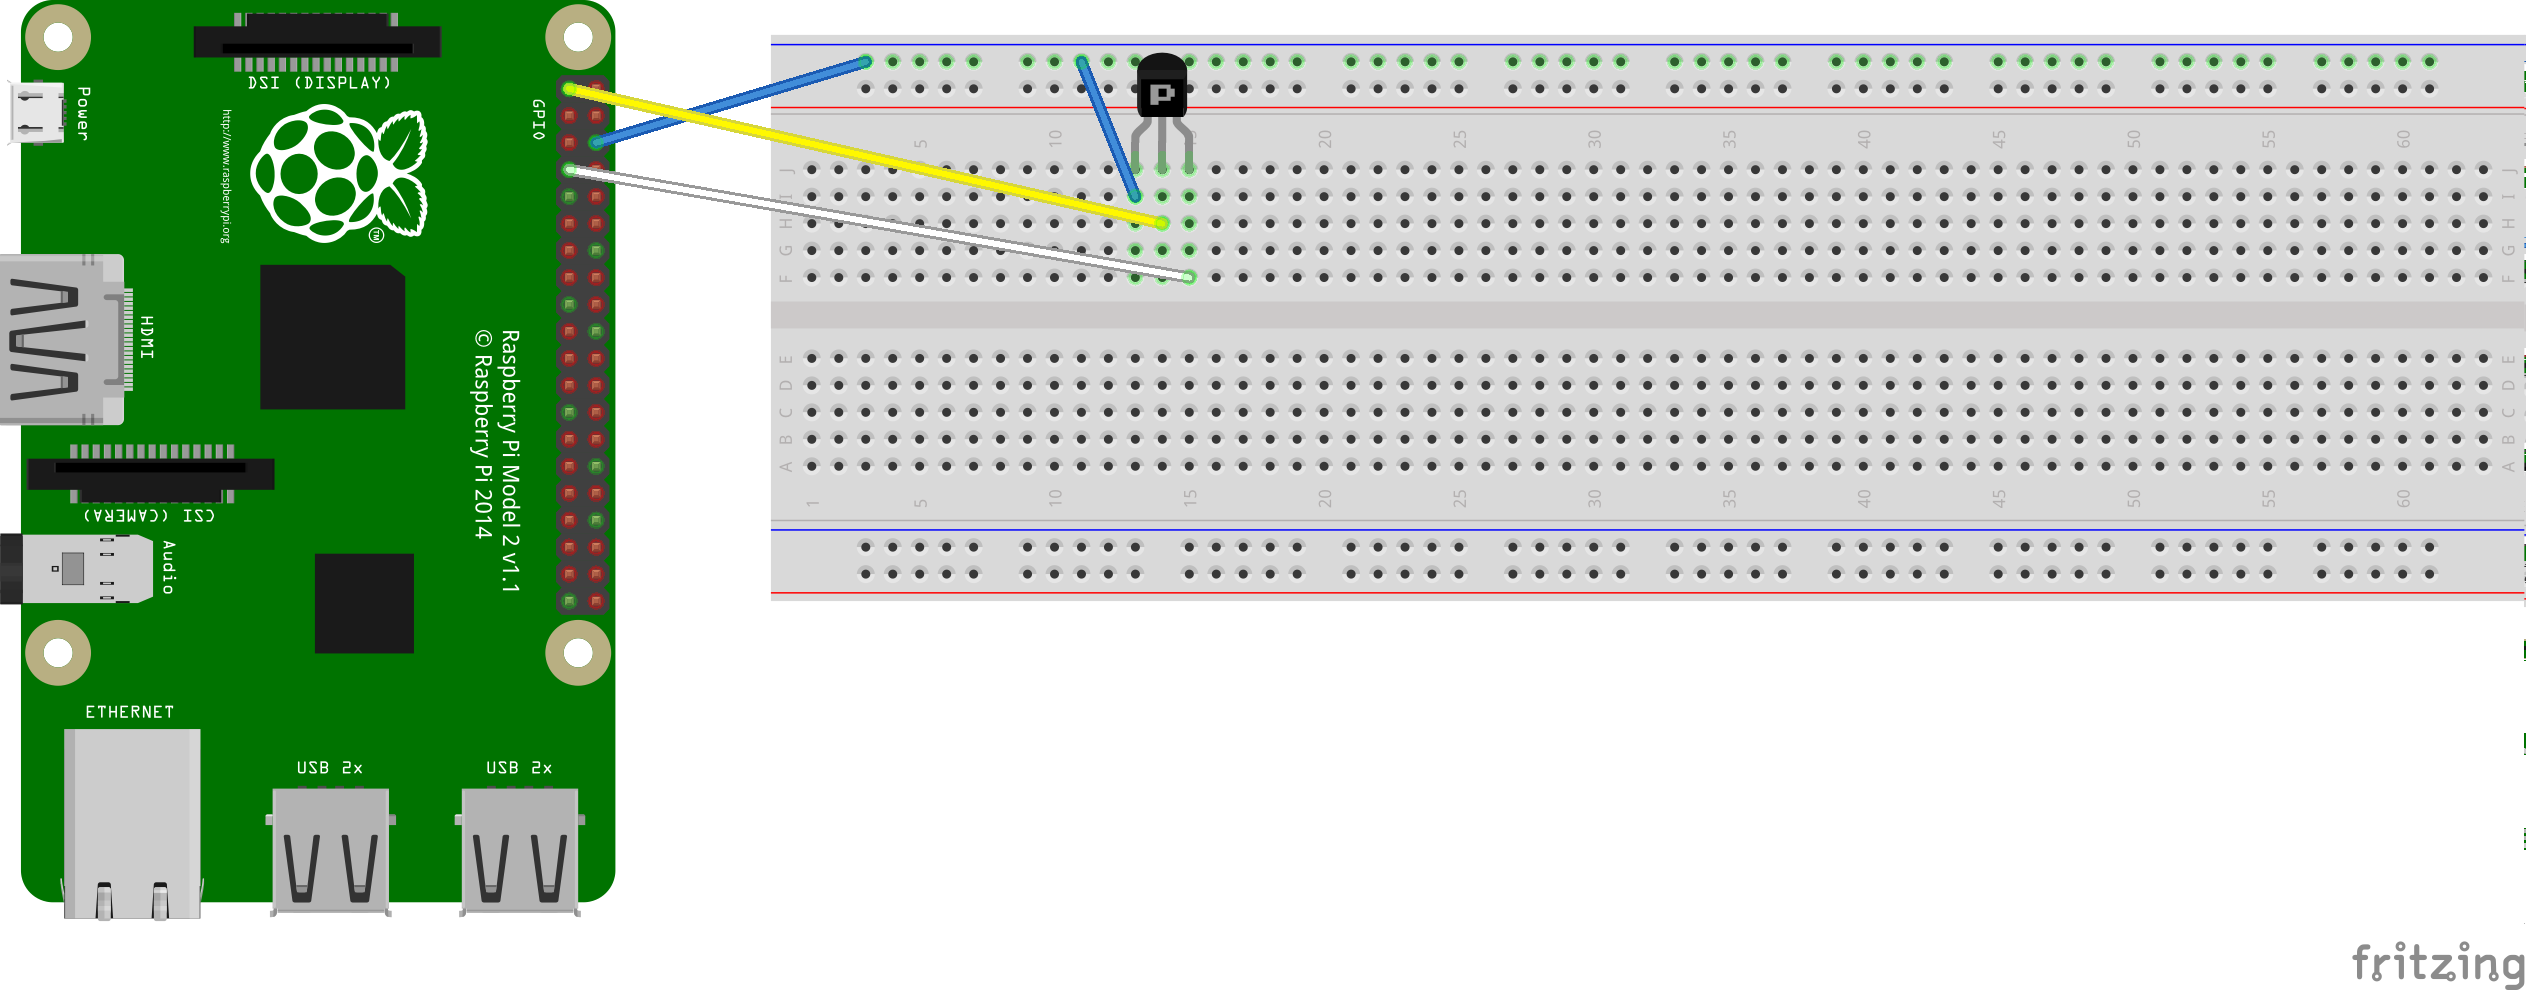 DSI (DISPLAY)
Power
GPIO
http://www.raspberrypi.org
TM
HDMI
Raspberry Pi Model 2 v1.1
© Raspberry Pi 2014
CSI (CAMERA)
Audio
ETHERNET
USB 2x
USB 2x
P
5 10 15 20 25 30 35 40 45 50 55 60
J J
I I
H H
G G
F F
E E
D D
C C
B B
A A
1 5 10 15 20 25 30 35 40 45 50 55 60
fritzing